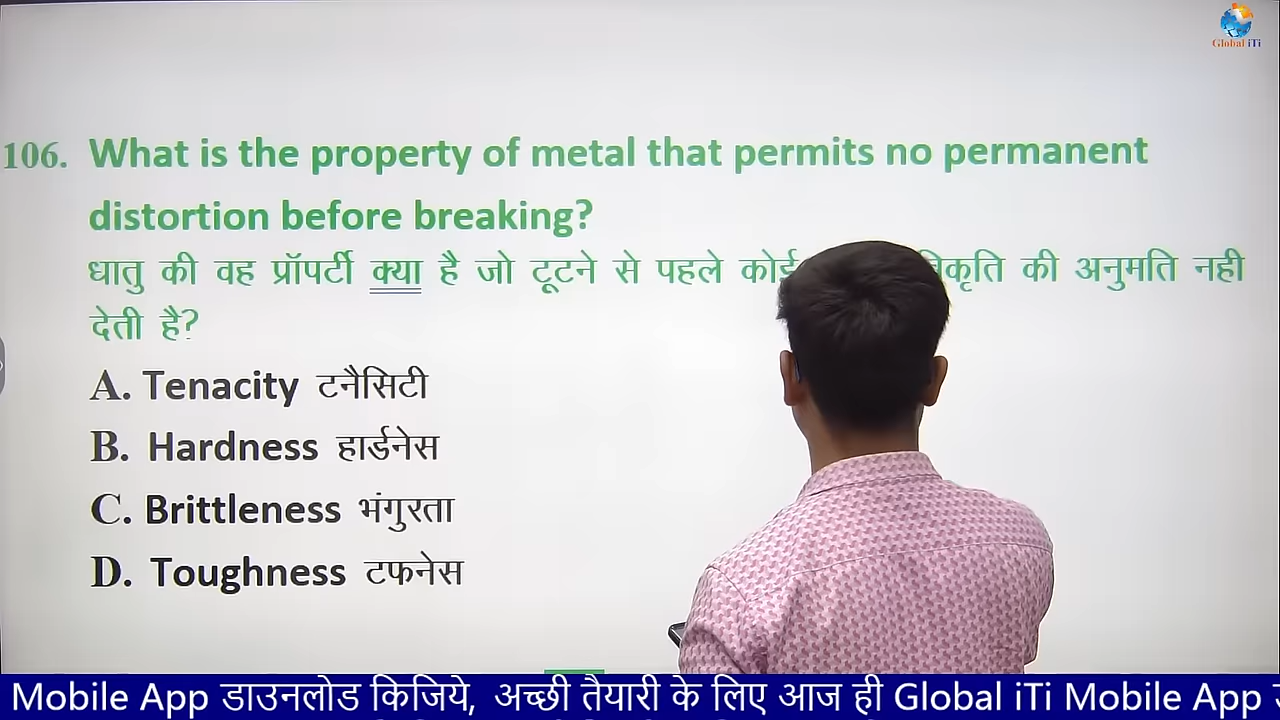 Global iTi
106. What is the property of metal that permits no permanent
distortion before breaking?
धातु की वह प्रॉपर्टी क्या है जो टूटने से पहले कोई की अनुमति नही
देती है?
A. Tenacity टनैसिटी
B. Hardness हार्डनेस
C. Brittleness भंगुरता
D. Toughness टफनेस
Mobile App डाउनलोड किजिये, अच्छी तैयारी के लिए आज ही Global iTi Mobile App